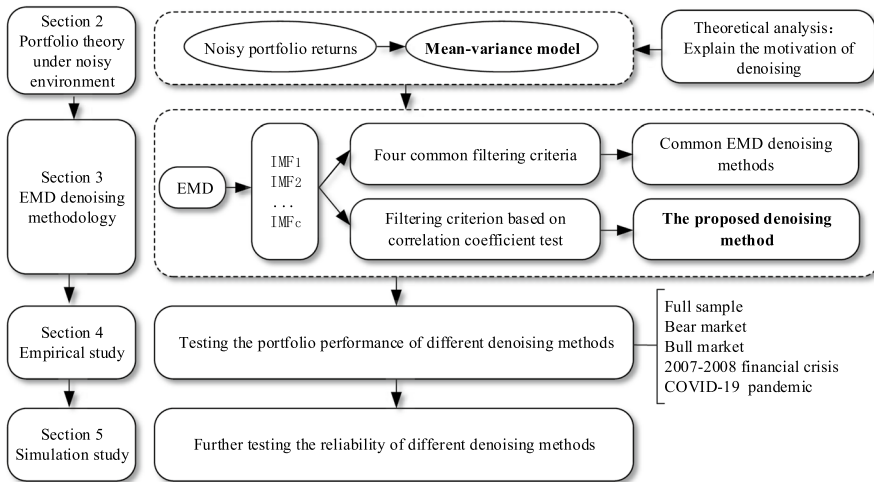 Section 2
Portfolio theory
under noisy
environment
Noisy portfolio returns
Mean-variance model
Theoretical analysis:
Explain the motivation of
denoising
Section 3
EMD denoising
methodology
EMD
IMF1
IMF2
...
IMFc
Four common filtering criteria
Common EMD denoising
methods
Filtering criterion based on
correlation coefficient test
The proposed denoising
method
Section 4
Empirical study
Testing the portfolio performance of different denoising methods
Full sample
Bear market
Bull market
2007-2008 financial crisis
COVID-19 pandemic
Section 5
Simulation study
Further testing the reliability of different denoising methods